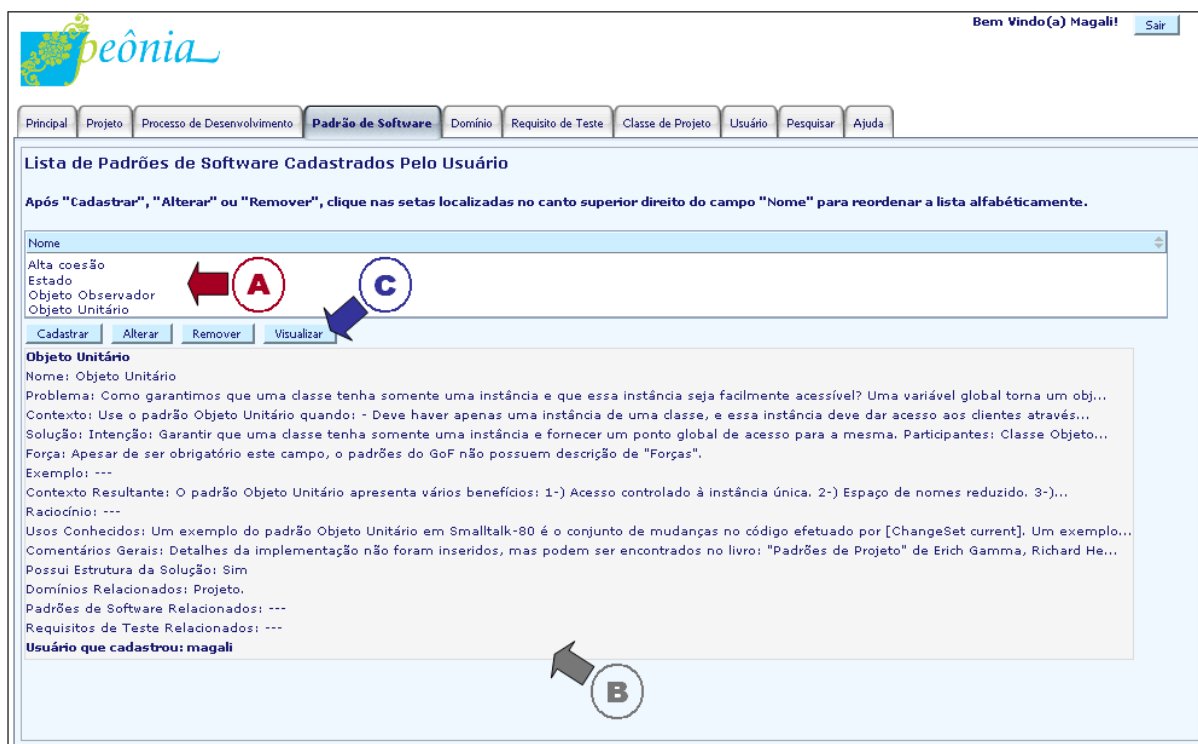 Bem Vindo(a) Magali!
Sair
peônia
Principal
Projeto
Processo de Desenvolvimento
Padrão de Software
Domínio
Requisito de Teste
Classe de Projeto
Usuário
Pesquisar
Ajuda
Lista de Padrões de Software Cadastrados Pelo Usuário
Após "Cadastrar", "Alterar" ou "Remover", clique nas setas localizadas no canto superior direito do campo "Nome" para reordenar a lista alfabéticamente.
Nome
Alta coesão
Estado
Objeto Observador
Objeto Unitário
A
C
Cadastrar
Alterar
Remover
Visualizar
Objeto Unitário
Nome: Objeto Unitário
Problema: Como garantimos que uma classe tenha somente uma instância e que essa instância seja facilmente acessível? Uma variável global torna um obj...
Contexto: Use o padrão Objeto Unitário quando: - Deve haver apenas uma instância de uma classe, e essa instância deve dar acesso aos clientes através...
Solução: Intenção: Garantir que uma classe tenha somente uma instância e fornecer um ponto global de acesso para a mesma. Participantes: Classe Objeto...
Força: Apesar de ser obrigatório este campo, o padrões do GoF não possuem descrição de "Forças".
Exemplo: ---
Contexto Resultante: O padrão Objeto Unitário apresenta vários benefícios: 1-) Acesso controlado à instância única. 2-) Espaço de nomes reduzido. 3-)...
Raciocínio: ---
Usos Conhecidos: Um exemplo do padrão Objeto Unitário em Smalltalk-80 é o conjunto de mudanças no código efetuado por [ChangeSet current]. Um exemplo...
Comentários Gerais: Detalhes da implementação não foram inseridos, mas podem ser encontrados no livro: "Padrões de Projeto" de Erich Gamma, Richard He...
Possui Estrutura da Solução: Sim
Domínios Relacionados: Projeto.
Padrões de Software Relacionados: ---
Requisitos de Teste Relacionados: ---
Usuário que cadastrou: magali
B